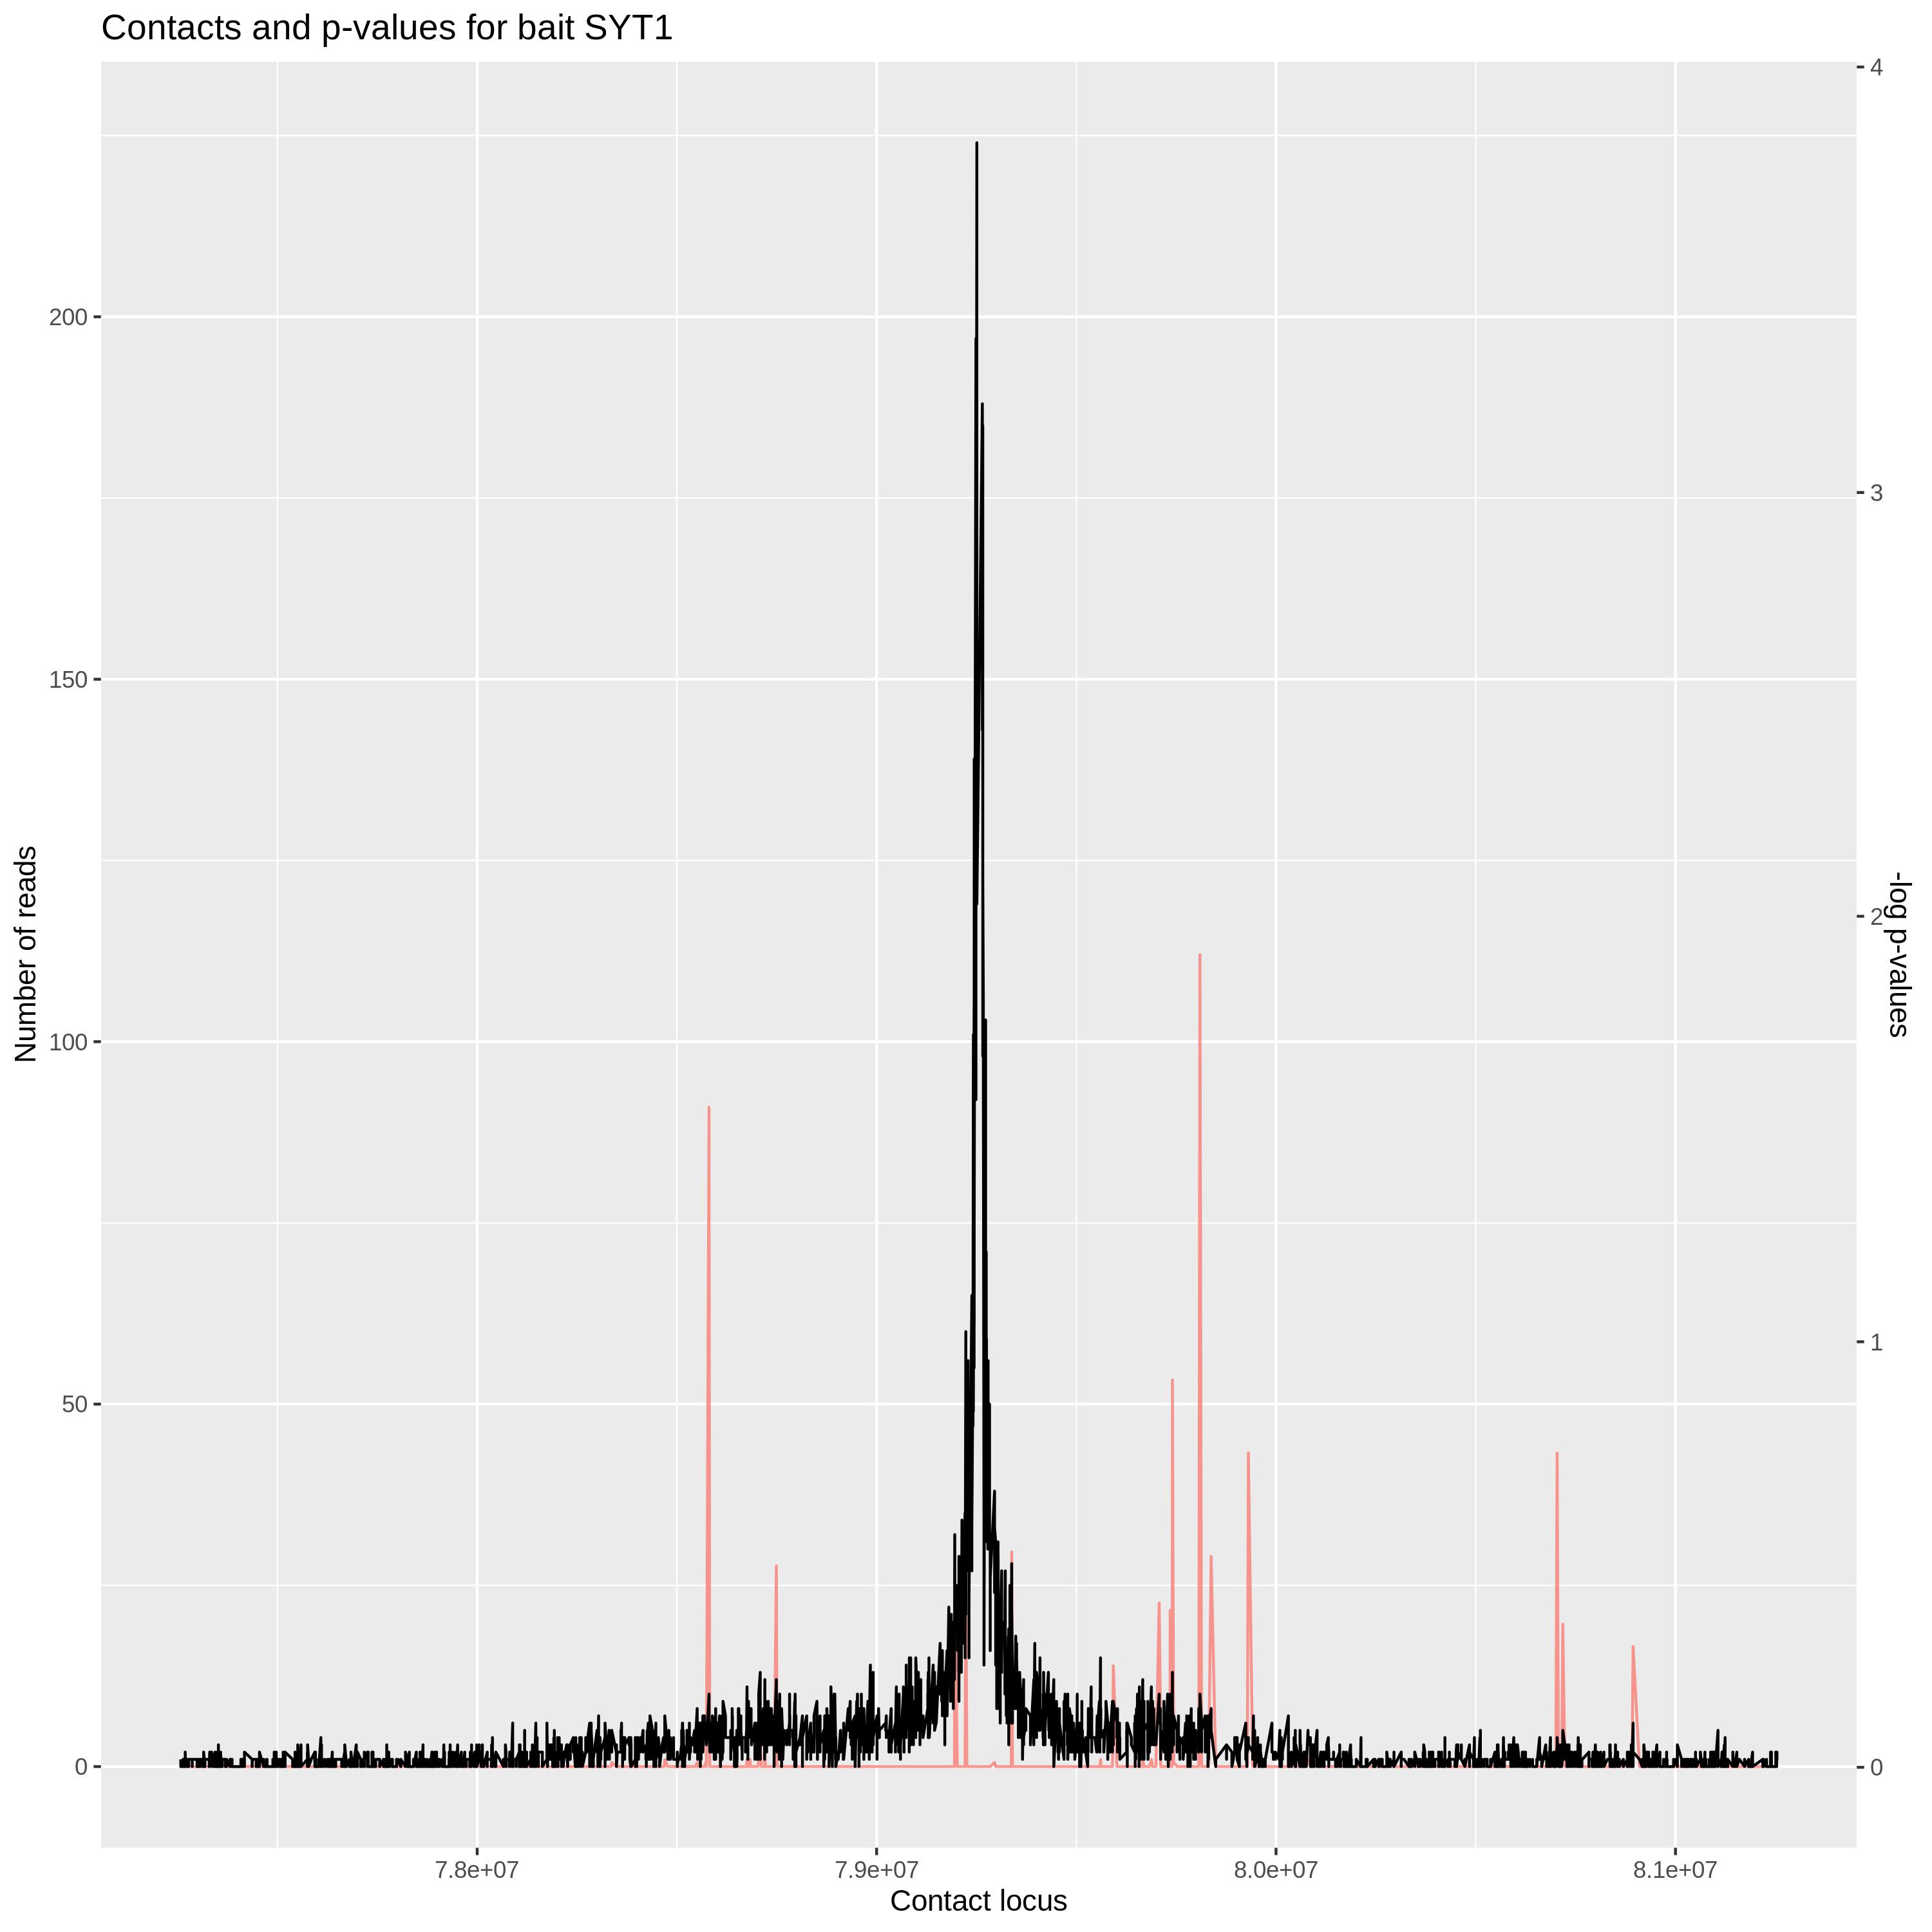 Contacts and p-values for bait SYT1
4
200
3
150
Number of reads
2
-log p-values
100
1
50
0
0
7.8e+07
7.9e+07
8.0e+07
8.1e+07
Contact locus